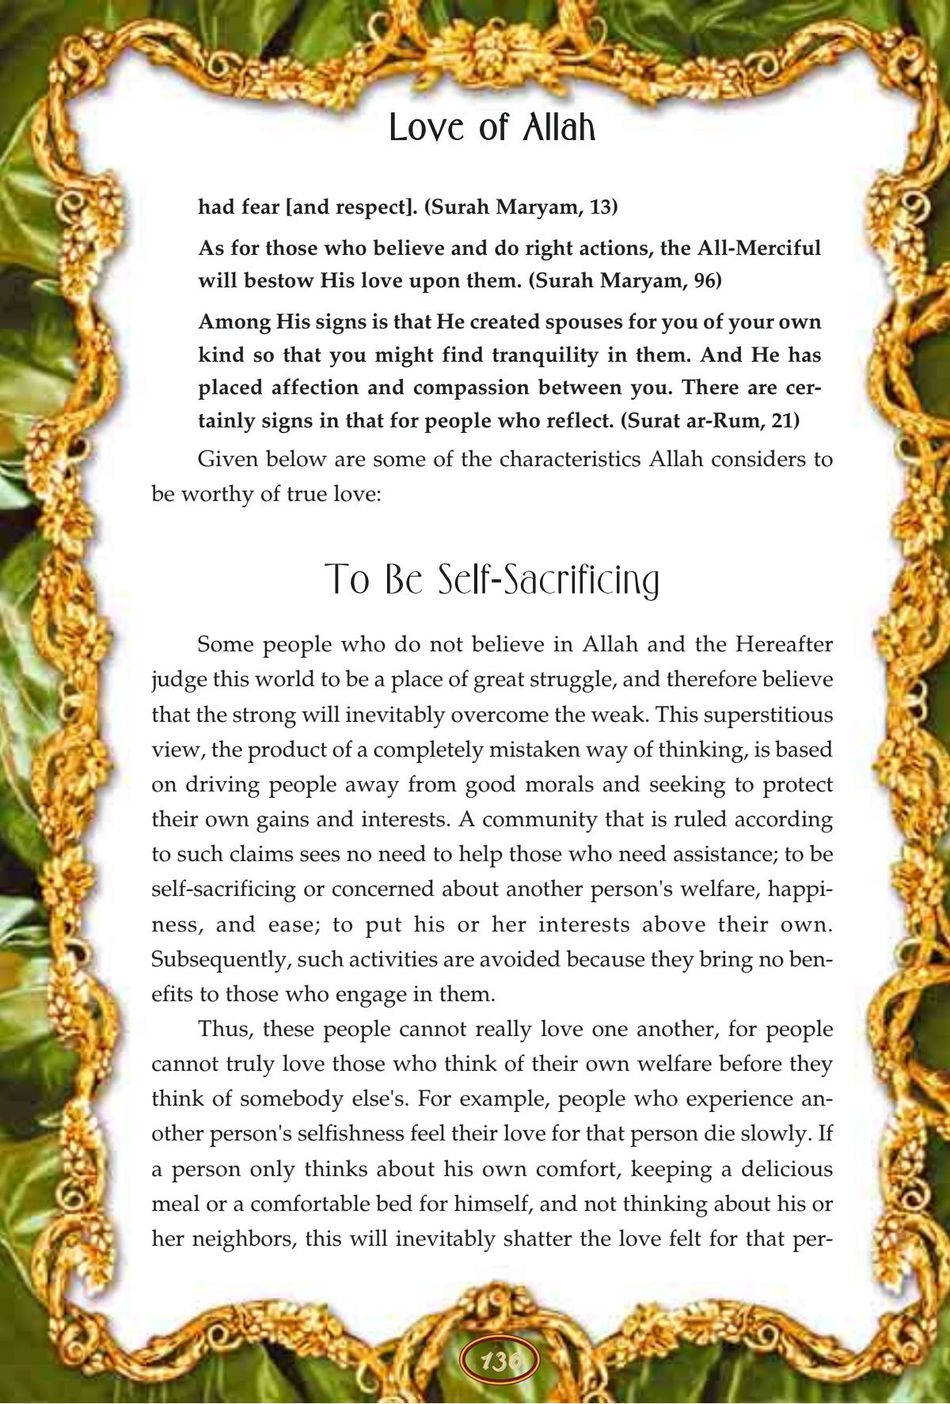 Love of Allah
had fear [and respect]. (Surah Maryam, 13)
As for those who believe and do right actions, the All-Merciful
will bestow His love upon them. (Surah Maryam, 96)
Among His signs is that He created spouses for you of your own
kind so that you might find tranquility in them. And He has
placed affection and compassion between you. There are cer-
tainly signs in that for people who reflect. (Surat ar-Rum, 21)
Given below are some of the characteristics Allah considers to
be worthy of true love:
To Be Self-Sacrificing
Some people who do not believe in Allah and the Hereafter
judge this world to be a place of great struggle, and therefore believe
that the strong will inevitably overcome the weak. This superstitious
view, the product of a completely mistaken way of thinking, is based
on driving people away from good morals and seeking to protect
their own gains and interests. A community that is ruled according
to such claims sees no need to help those who need assistance; to be
self-sacrificing or concerned about another person's welfare, happi-
ness, and ease; to put his or her interests above their own.
Subsequently, such activities are avoided because they bring no ben-
efits to those who engage in them.
Thus, these people cannot really love one another, for people
cannot truly love those who think of their own welfare before they
think of somebody else's. For example, people who experience an-
other person's selfishness feel their love for that person die slowly. If
a person only thinks about his own comfort, keeping a delicious
meal or a comfortable bed for himself, and not thinking about his or
her neighbors, this will inevitably shatter the love felt for that per-
136